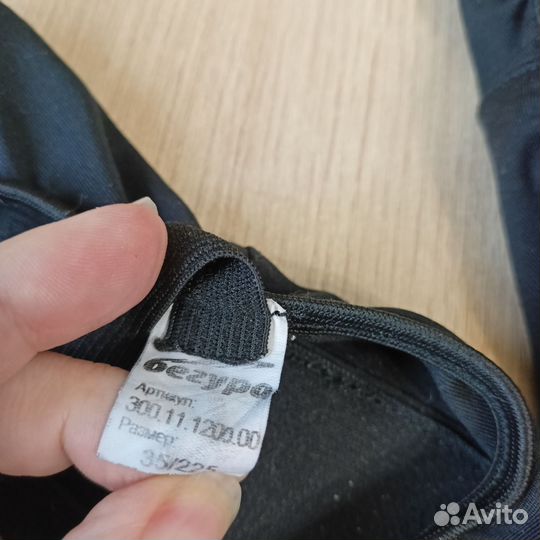 Бегуро
Артикул:
300.11.1200.00
Размер:
35/225
Avito